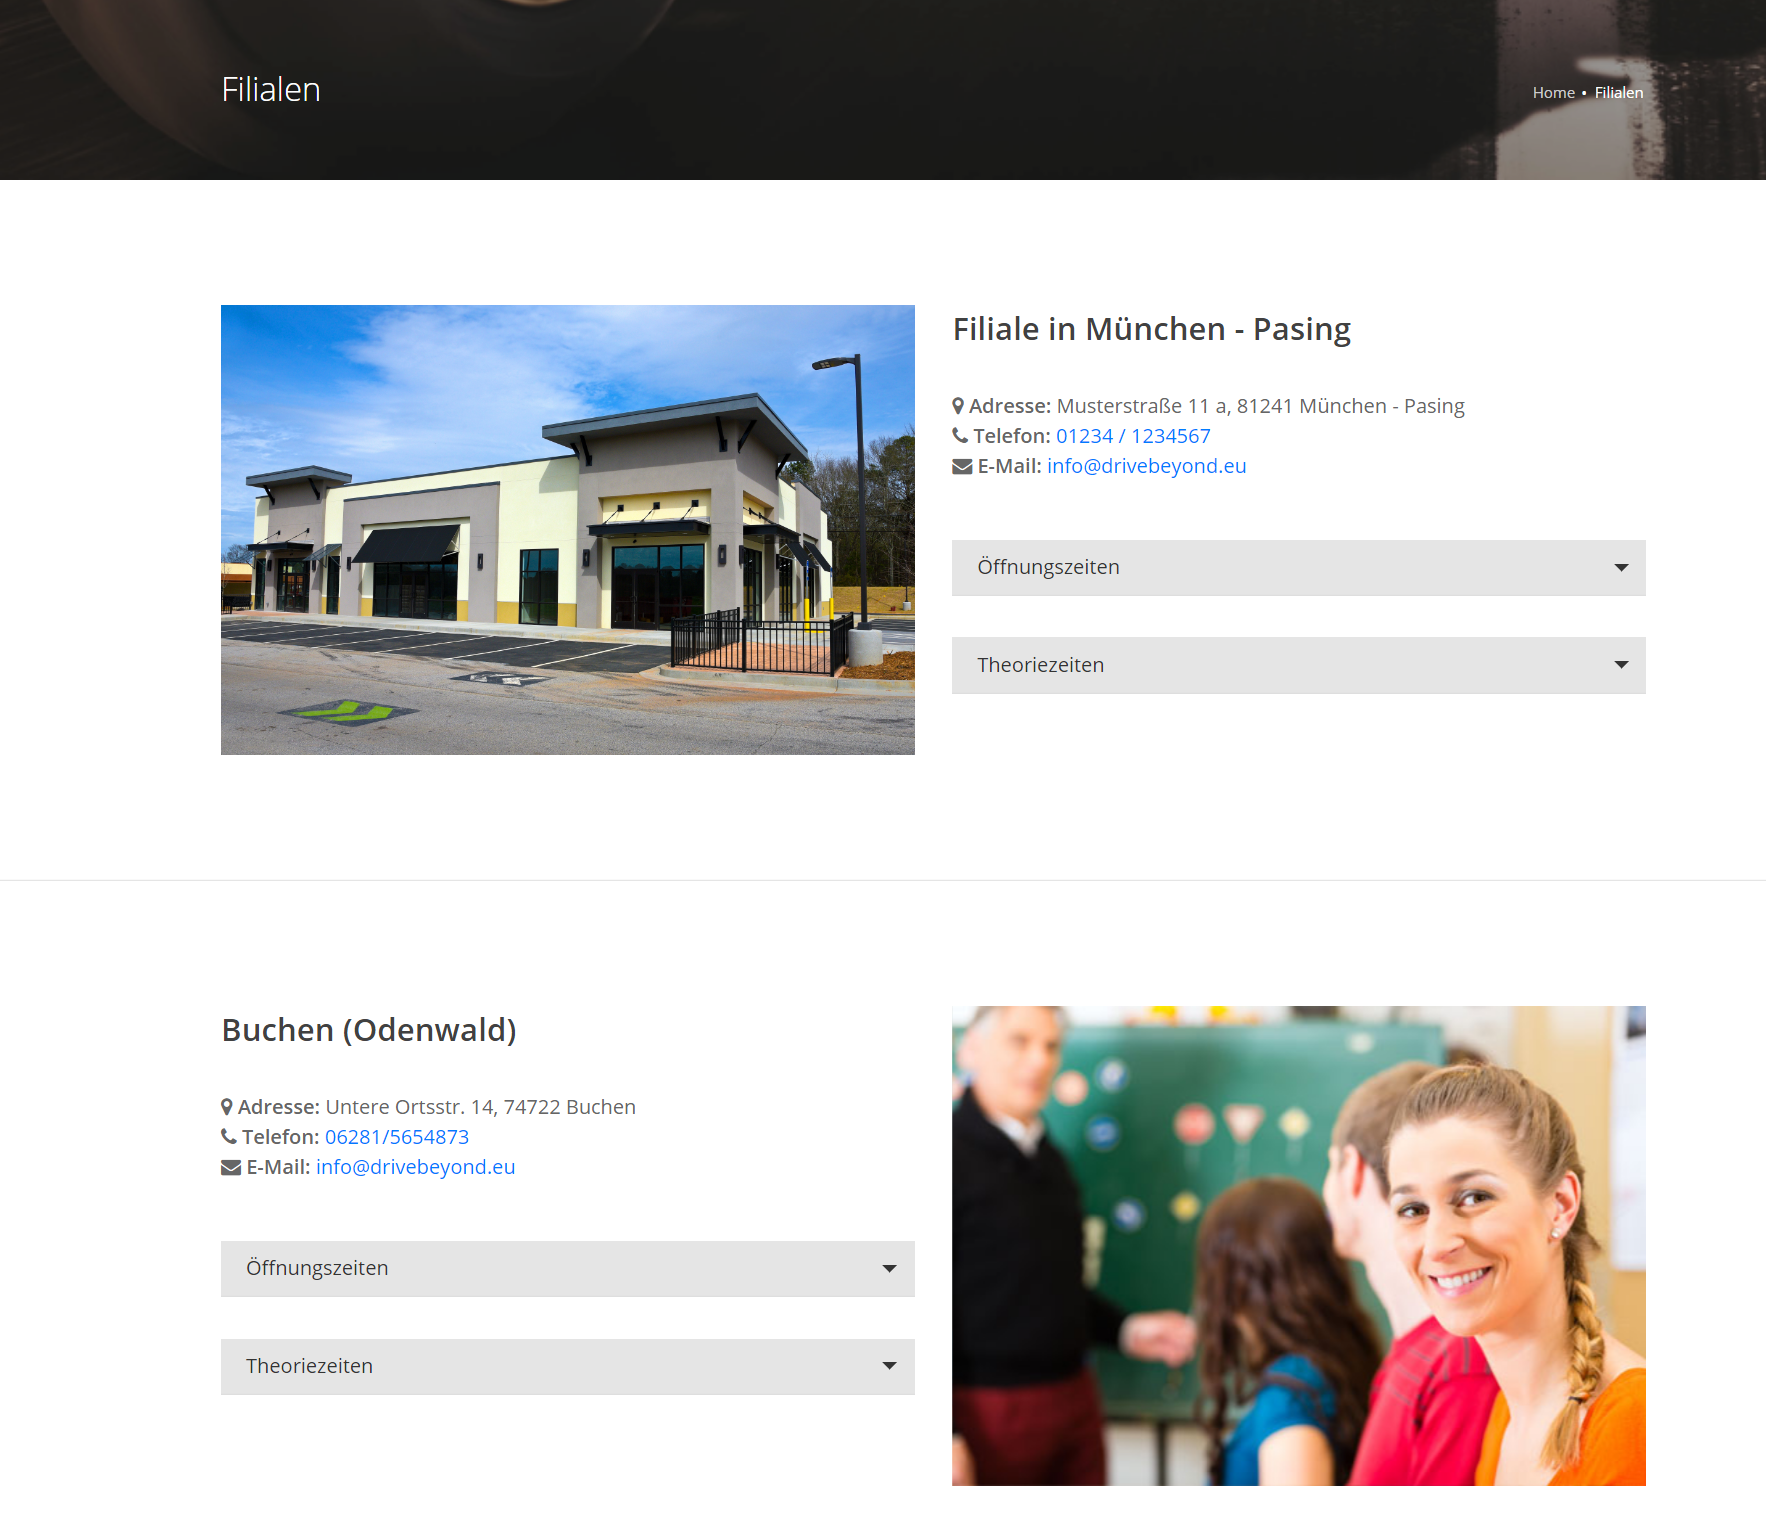 Filialen
Home • Filialen
Filiale in München - Pasing
Adresse: Musterstraße 11 a, 81241 München - Pasing
Telefon: 01234 / 1234567
E-Mail: info@drivebeyond.eu
Öffnungszeiten
Theoriezeiten
Buchen (Odenwald)
Adresse: Untere Ortsstr. 14, 74722 Buchen
Telefon: 06281/5654873
E-Mail: info@drivebeyond.eu
Öffnungszeiten
Theoriezeiten